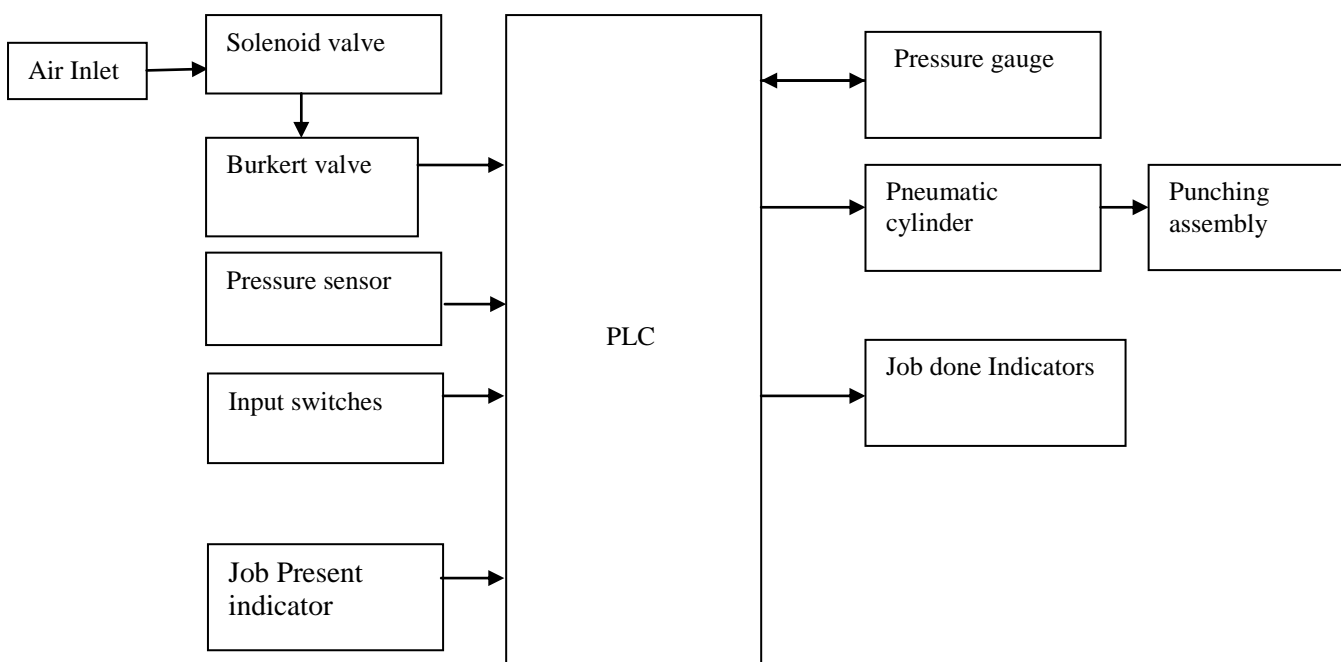 Air Inlet
Solenoid valve
Burkert valve
Pressure sensor
Input switches
Job Present
indicator
PLC
Pressure gauge
Pneumatic
cylinder
Punching
assembly
Job done Indicators